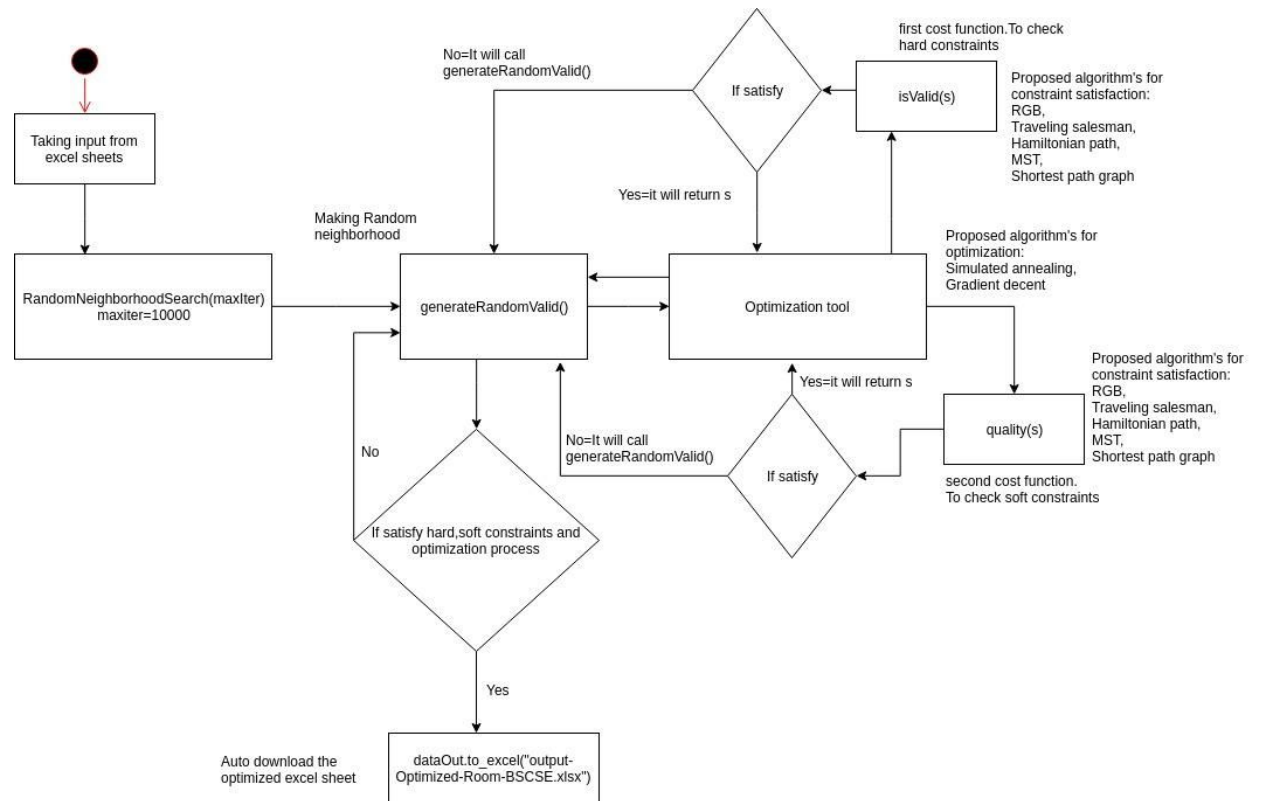 first cost function.To check
hard constraints
No=It will call
generateRandomValid()
If satisfy
isValid(s)
Proposed algorithm's for
constraint satisfaction:
RGB,
Traveling salesman,
Hamiltonian path,
MST,
Shortest path graph
Taking input from
excel sheets
Yes=it will return s
Making Random
neighborhood
Proposed algorithm's for
optimization:
Simulated annealing,
Gradient decent
RandomNeighborhoodSearch(maxIter)
maxiter=10000
generateRandomValid()
Optimization tool
Yes=it will return s
Proposed algorithm's for
constraint satisfaction:
RGB,
Traveling salesman,
Hamiltonian path,
MST,
Shortest path graph
quality(s)
No
No=It will call
generateRandomValid()
If satisfy
second cost function.
To check soft constraints
If satisfy hard,soft constraints and
optimization process
Yes
Auto download the
optimized excel sheet
dataOut.to_excel("output-
Optimized-Room-BSCSE.xlsx")